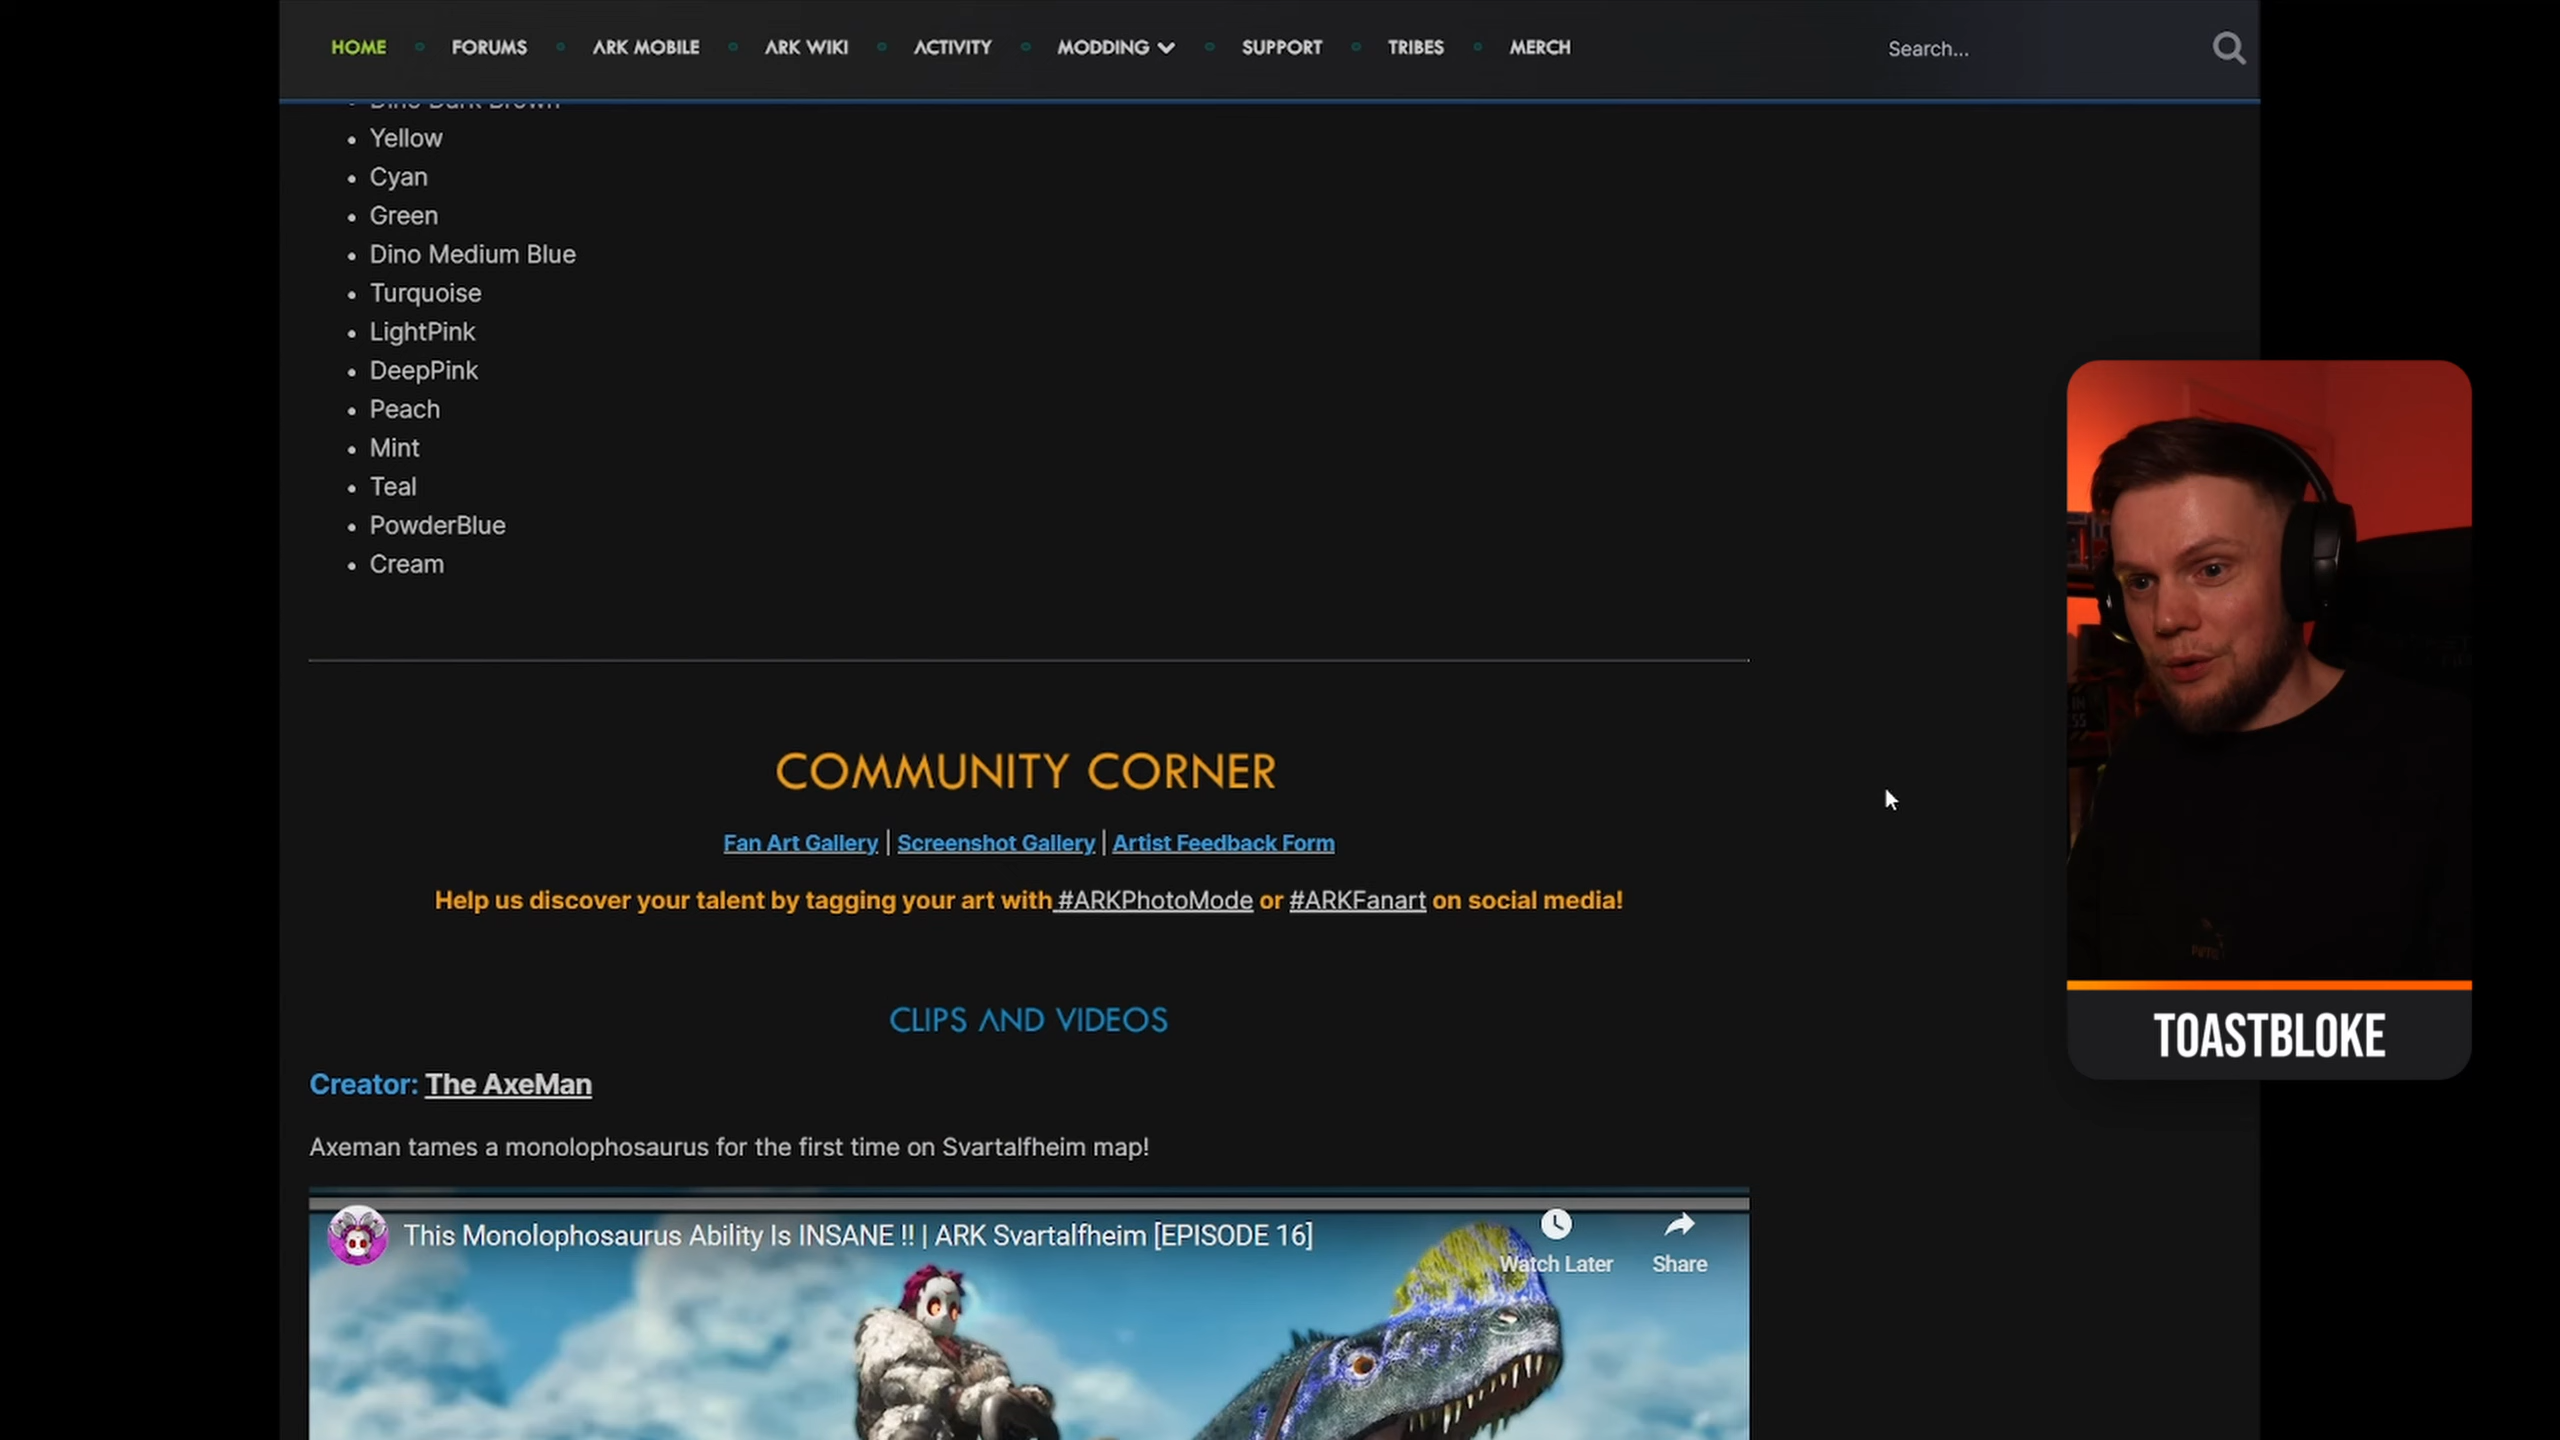 HOME FORUMS ARK MOBILE ARK WIKI ACTIVITY MODDING SUPPORT TRIBES MERCH Search...
Dino Dark Brown
Yellow
Cyan
Green
Dino Medium Blue
Turquoise
LightPink
DeepPink
Peach
Mint
Teal
PowderBlue
Cream
COMMUNITY CORNER
Fan Art Gallery | Screenshot Gallery | Artist Feedback Form
Help us discover your talent by tagging your art with #ARKPhotoMode or #ARKFanart on social media!
CLIPS AND VIDEOS
Creator: The AxeMan
Axeman tames a monolophosaurus for the first time on Svartalfheim map!
This Monolophosaurus Ability Is INSANE !! | ARK Svartalfheim [EPISODE 16]
Watch Later Share
TOASTBLOKE